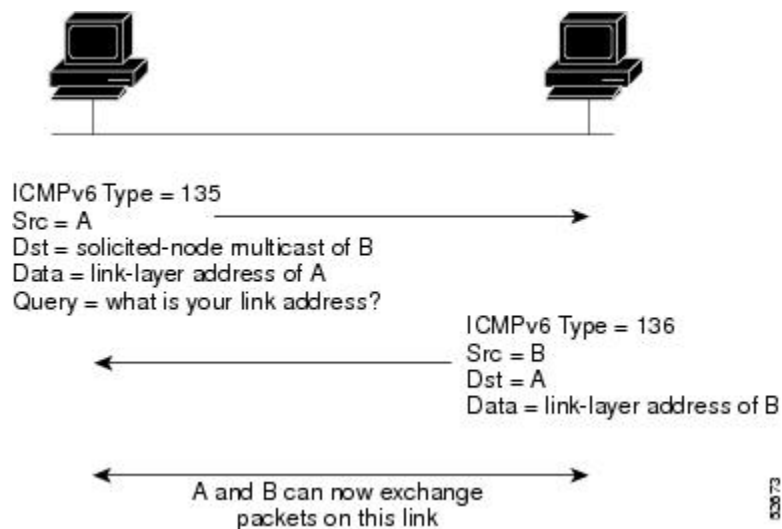 ICMPv6 Type = 135
Src = A
Dst = solicited-node multicast of B
Data = link-layer address of A
Query = what is your link address?
ICMPv6 Type = 136
Src = B
Dst = A
Data = link-layer address of B
A and B can now exchange
packets on this link